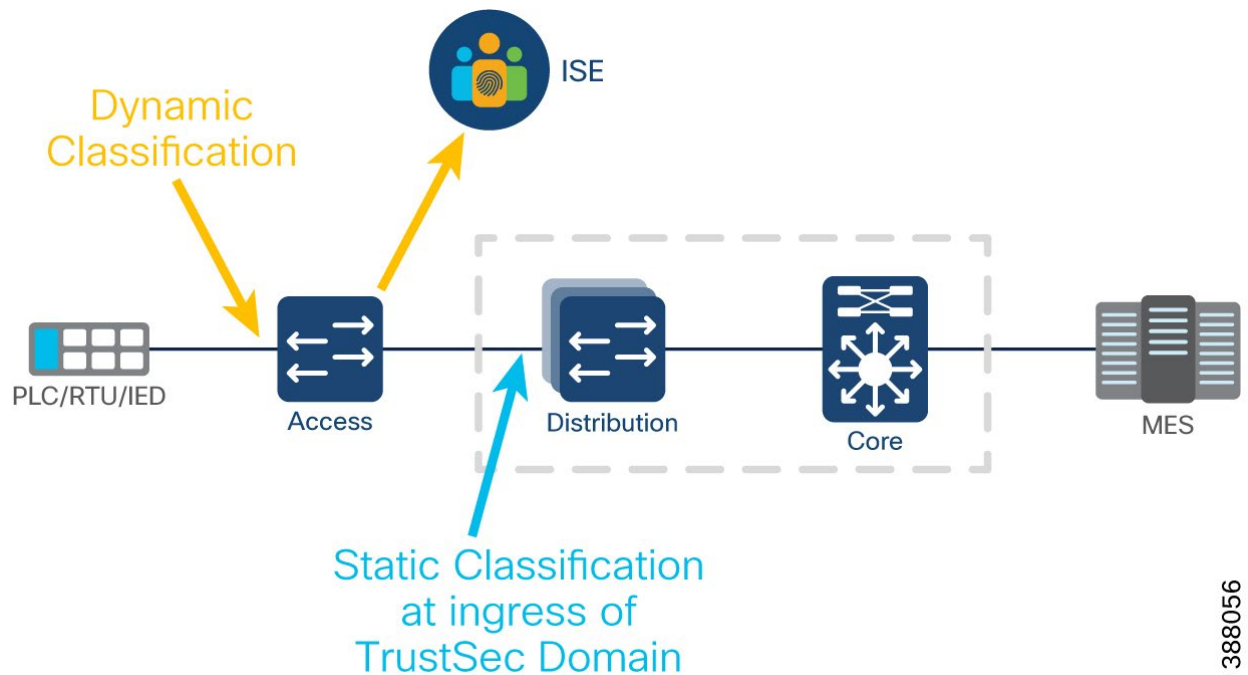 ISE
Dynamic
Classification
PLC/RTU/IED
Access
Distribution
Core
MES
Static Classification
at ingress of
TrustSec Domain
388056